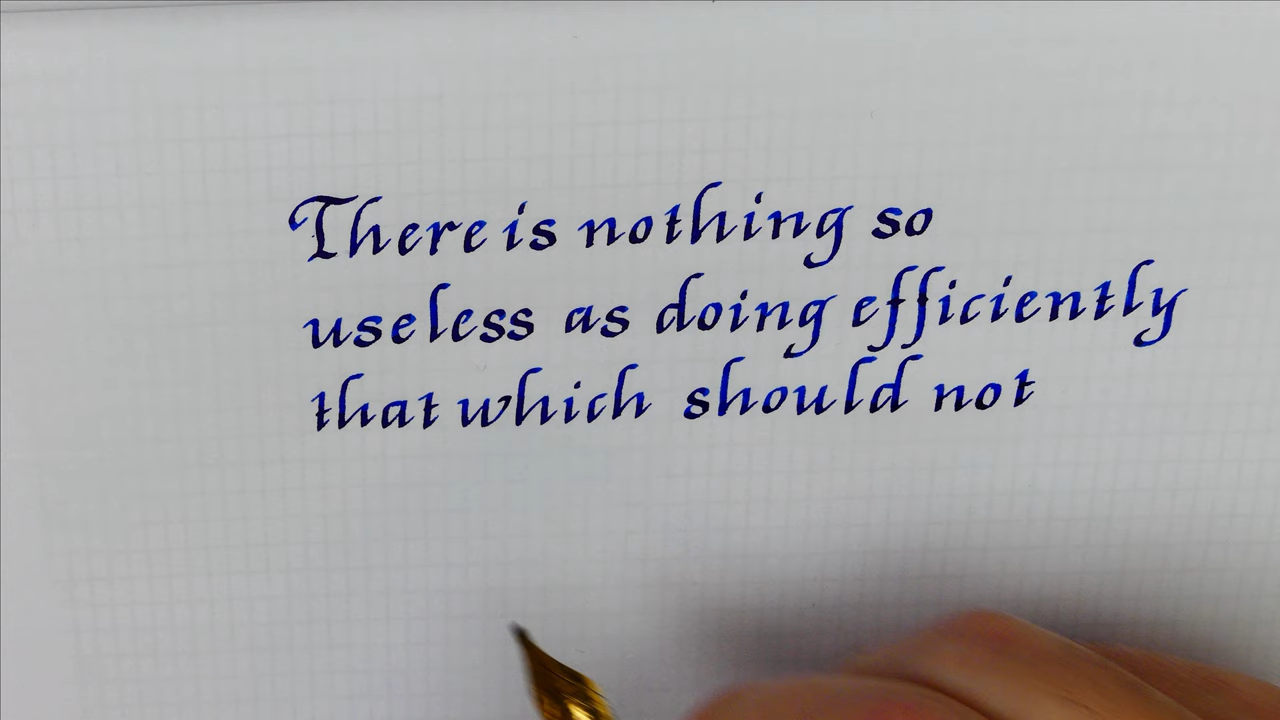 There is nothing so
useless as doing efficiently
that which should not